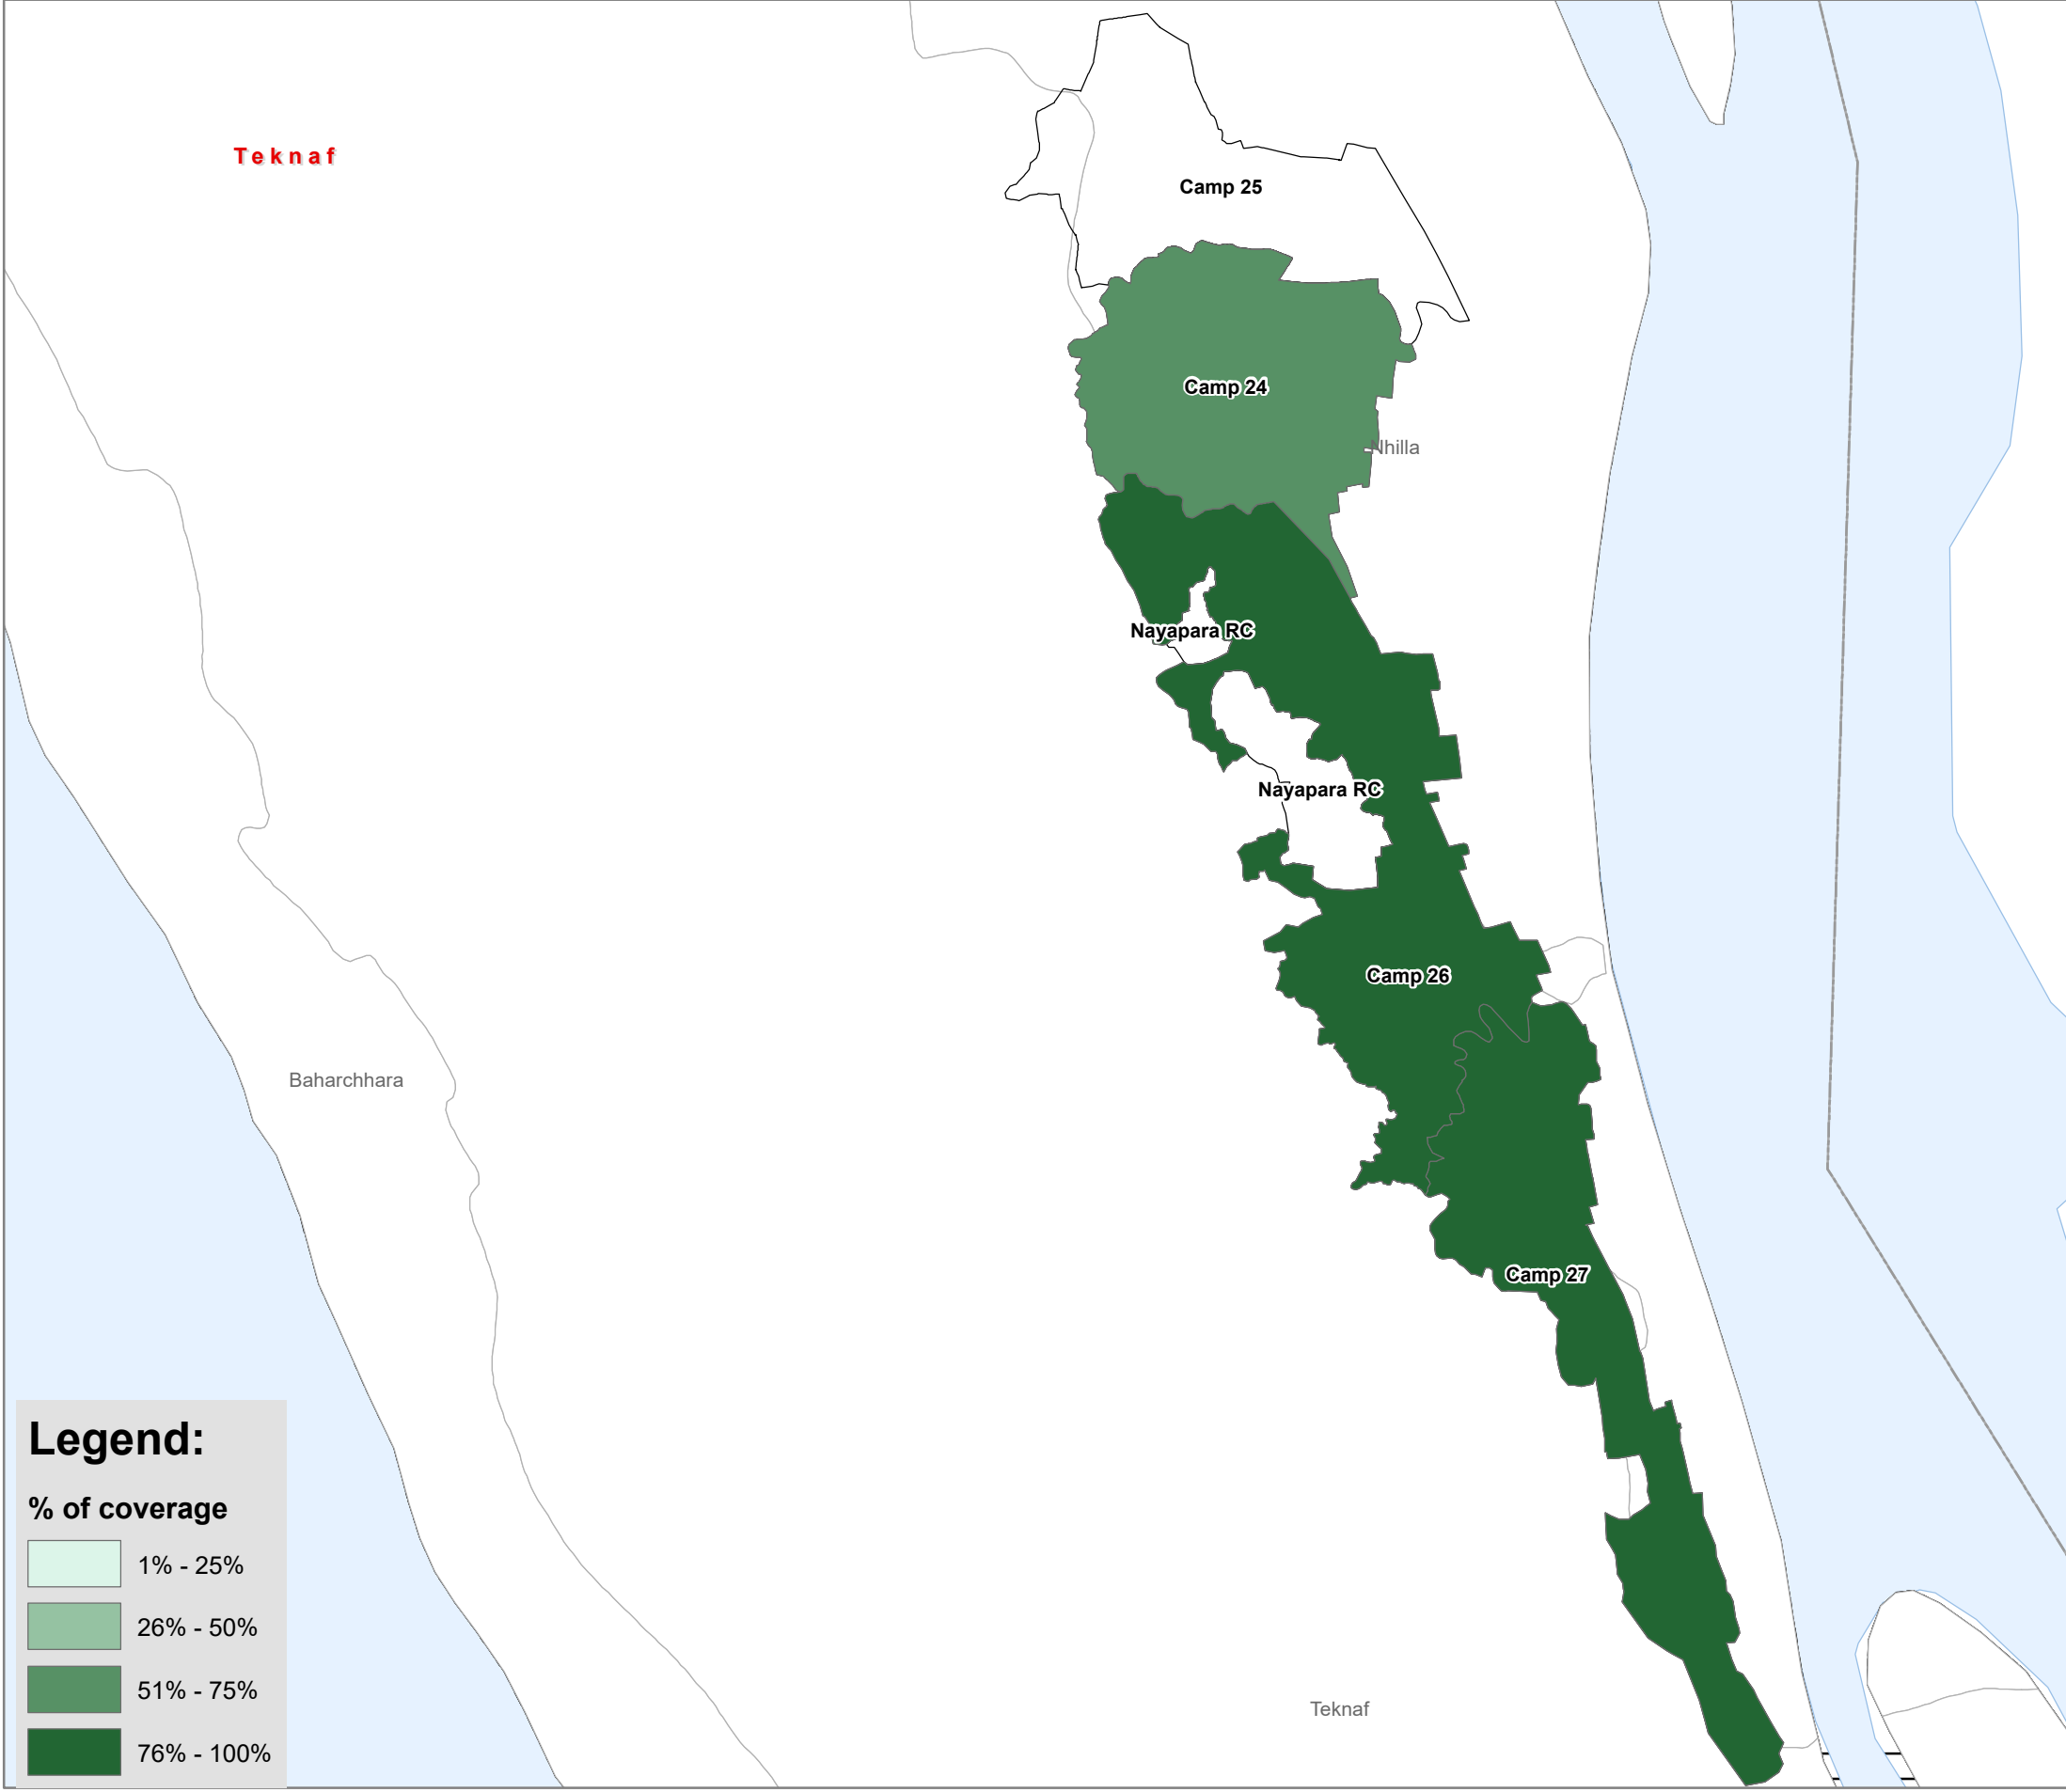 Teknaf
Camp 25
Camp 24
Nhilla
Nayapara RC
Nayapara RC
Camp 26
Baharchhara
Camp 27
Legend:
% of coverage
1% - 25%
26% - 50%
51% - 75%
76% - 100%
Teknaf